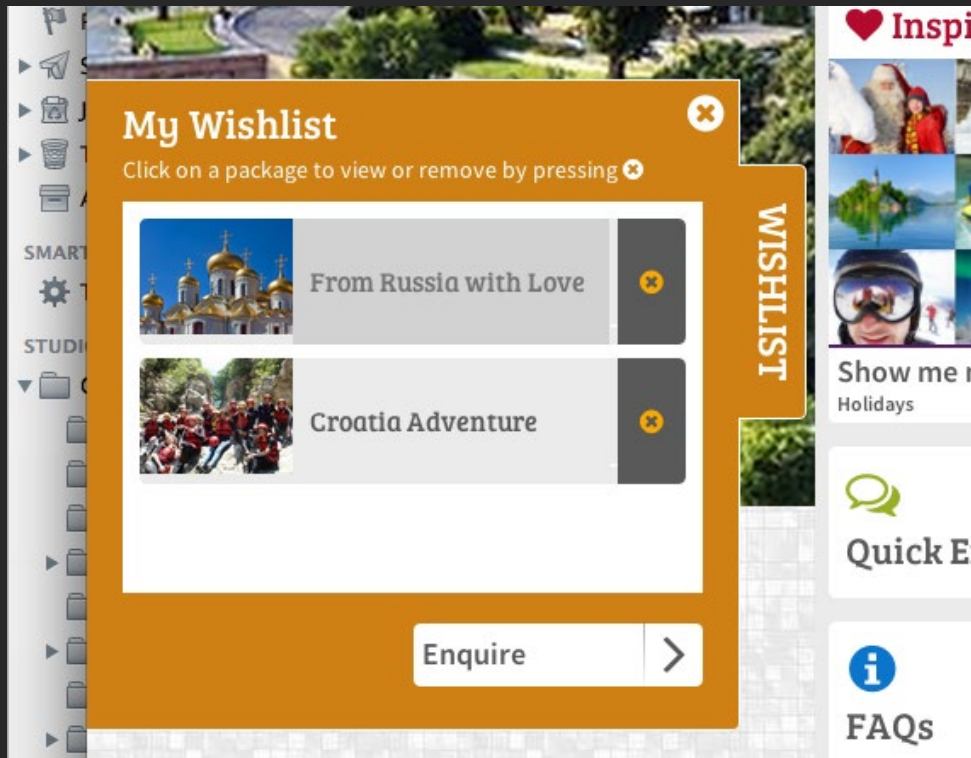 SMART
STUDI
My Wishlist
Click on a package to view or remove by pressing
From Russia with Love
Croatia Adventure
Enquire
WISHLIST
Inspi
Show me
Holidays
Quick E
FAQs